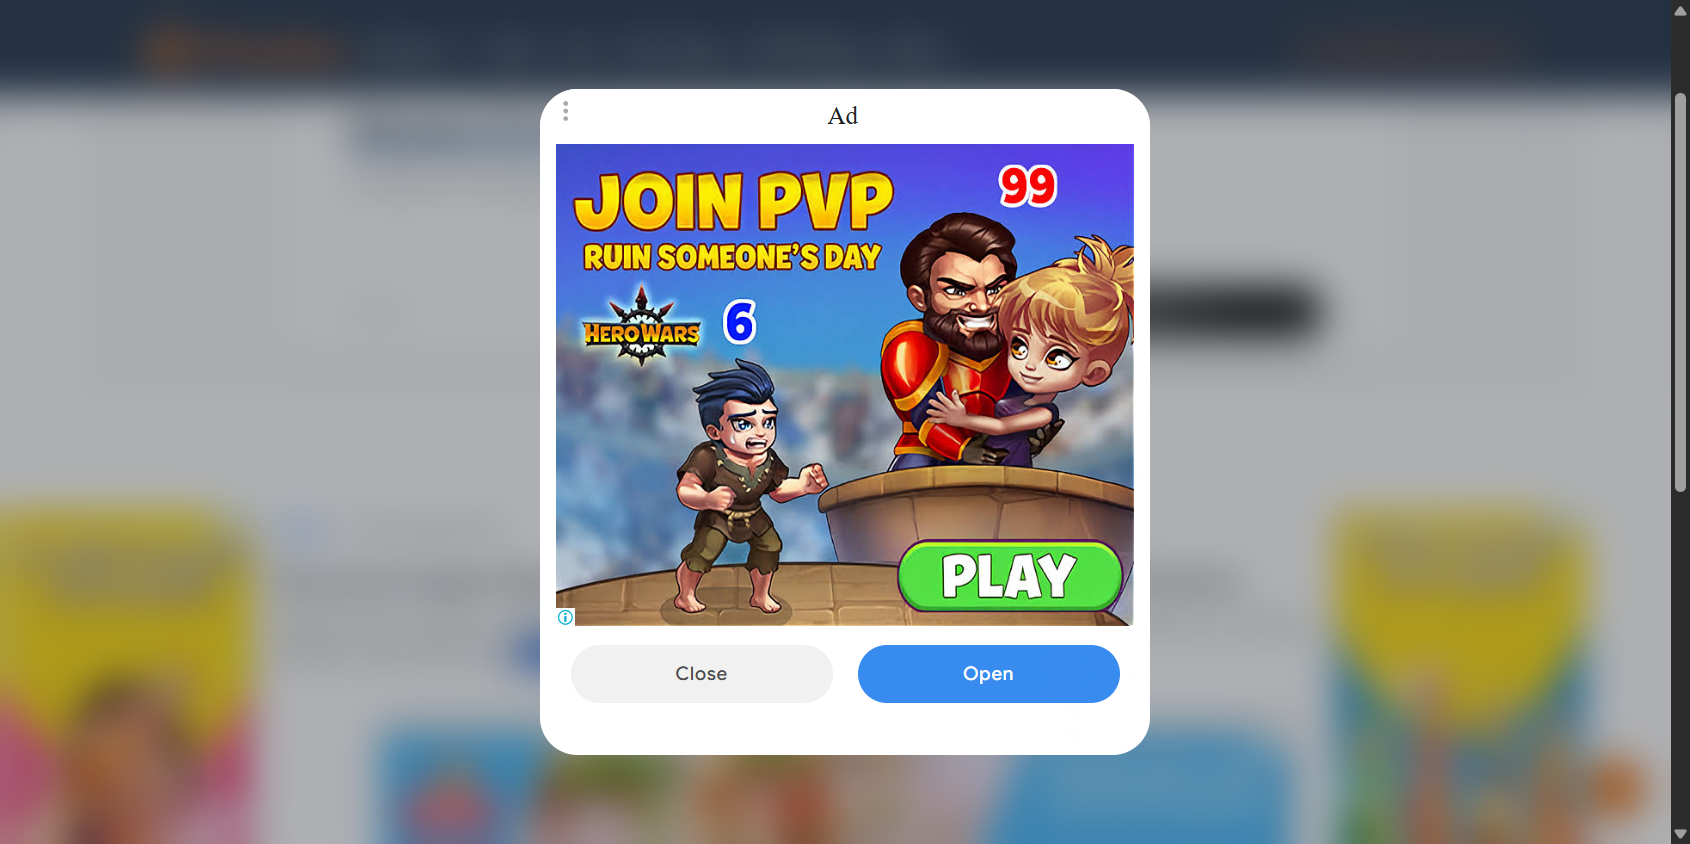 Ad
JOIN PVP
99
RUIN SOMEONE'S DAY
HERO WARS
6
PLAY
Close
Open